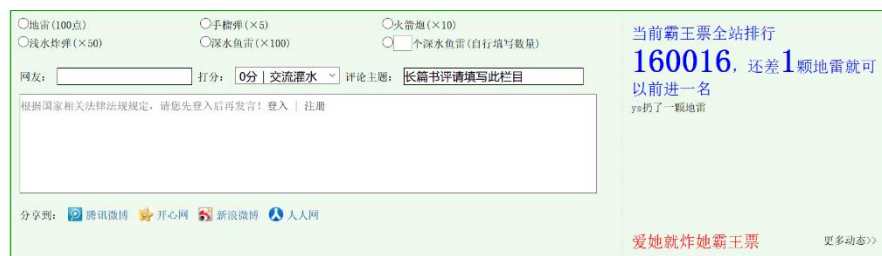 地雷(100点) 手榴弹(×5) 火箭炮(×10)
浅水炸弹(×50) 深水鱼雷(×100) 个深水鱼雷(自行填写数量)
网友： 打分： 0分 | 交流灌水 评论主题： 长篇书评请填写此栏目
根据国家相关法律法规规定，请您先登入后再发言！登入 | 注册
分享到： 腾讯微博 开心网 新浪微博 人人网
当前霸王票全站排行
160016，还差1颗地雷就可
以前进一名
ys扔了一颗地雷
爱她就炸她霸王票 更多动态>>